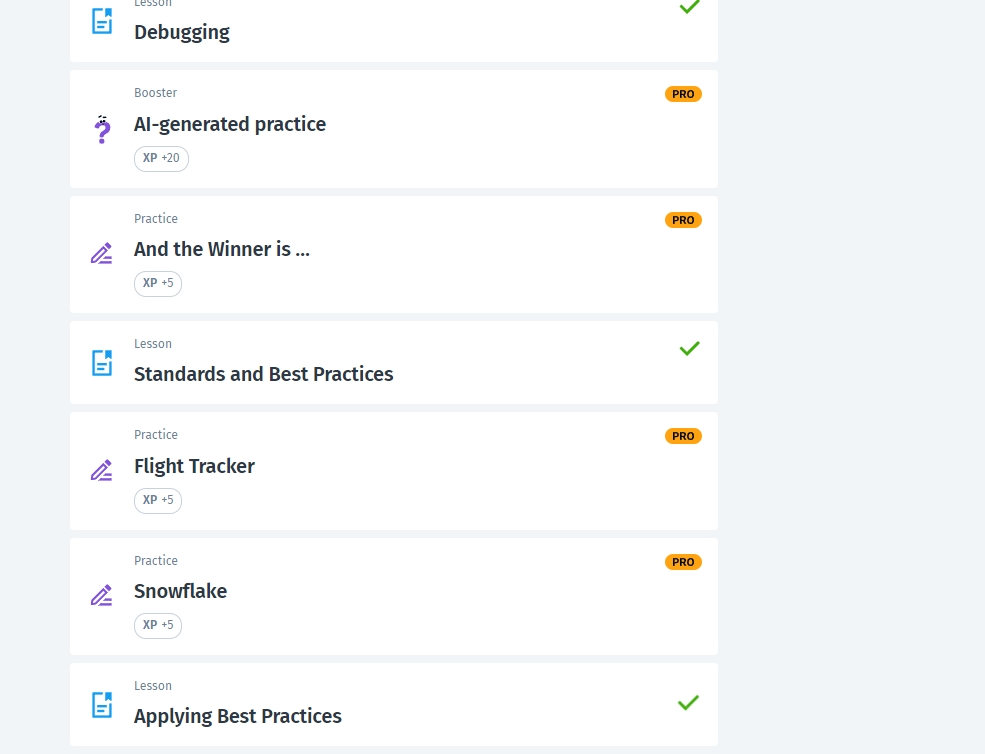 Lesson
Debugging
Booster
PRO
AI-generated practice
XP +20
Practice
PRO
And the Winner is ...
XP +5
Lesson
Standards and Best Practices
Practice
PRO
Flight Tracker
XP +5
Practice
PRO
Snowflake
XP +5
Lesson
Applying Best Practices